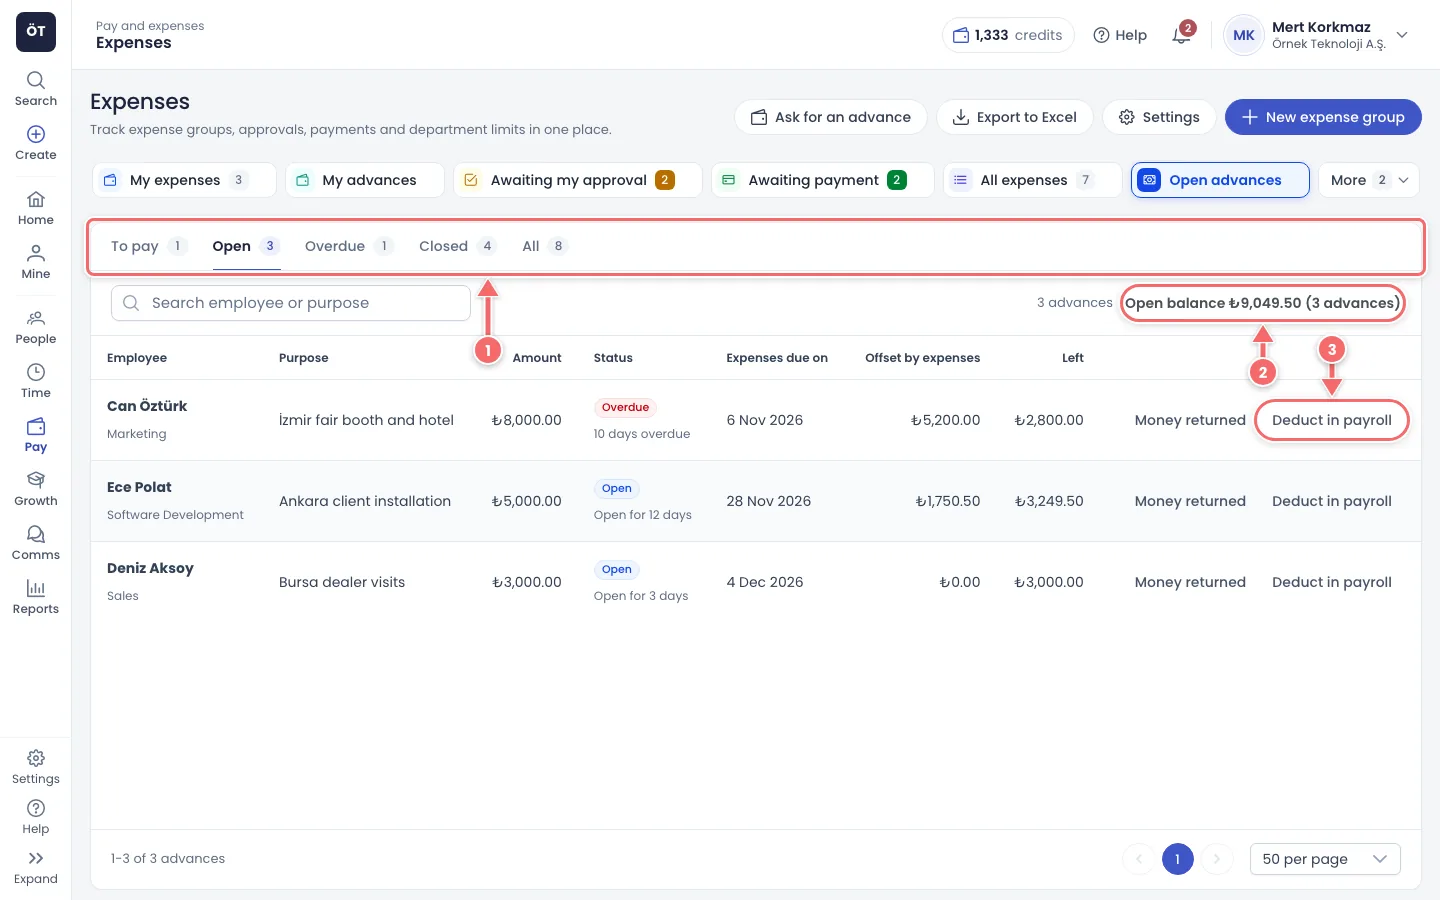 ÖT
Search
Create
Home
Mine
People
Time
Pay
Growth
Comms
Reports
Settings
Help
Expand
Pay and expenses
Expenses
1,333 credits
Help
2
MK
Mert Korkmaz
Örnek Teknoloji A.Ş.
Expenses
Track expense groups, approvals, payments and department limits in one place.
Ask for an advance
Export to Excel
Settings
New expense group
My expenses 3
My advances
Awaiting my approval 2
Awaiting payment 2
All expenses 7
Open advances
More 2
To pay 1
Open 3
Overdue 1
Closed 4
All 8
Search employee or purpose
3 advances
Open balance ₺9,049.50 (3 advances)
1
2
3
Employee Purpose Amount Status Expenses due on Offset by expenses Left
Can Öztürk
Marketing
İzmir fair booth and hotel
₺8,000.00
Overdue
10 days overdue
6 Nov 2026
₺5,200.00
₺2,800.00
Money returned
Deduct in payroll
Ece Polat
Software Development
Ankara client installation
₺5,000.00
Open
Open for 12 days
28 Nov 2026
₺1,750.50
₺3,249.50
Money returned
Deduct in payroll
Deniz Aksoy
Sales
Bursa dealer visits
₺3,000.00
Open
Open for 3 days
4 Dec 2026
₺0.00
₺3,000.00
Money returned
Deduct in payroll
1-3 of 3 advances
1
50 per page